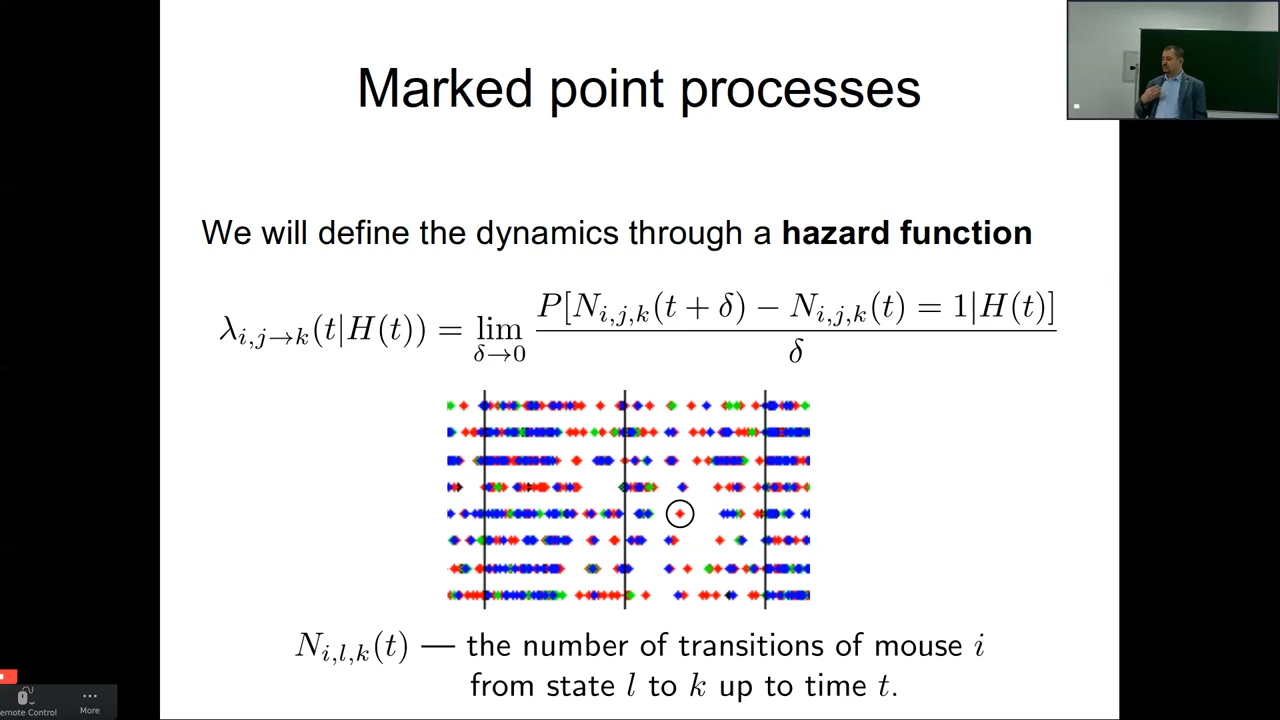 Marked point processes
We will define the dynamics through a hazard function
λ_{i,j→k}(t|H(t)) = lim_{δ→0} P[N_{i,j,k}(t + δ) − N_{i,j,k}(t) = 1|H(t)] / δ
N_{i,l,k}(t) — the number of transitions of mouse i
from state l to k up to time t.
emote Control
More